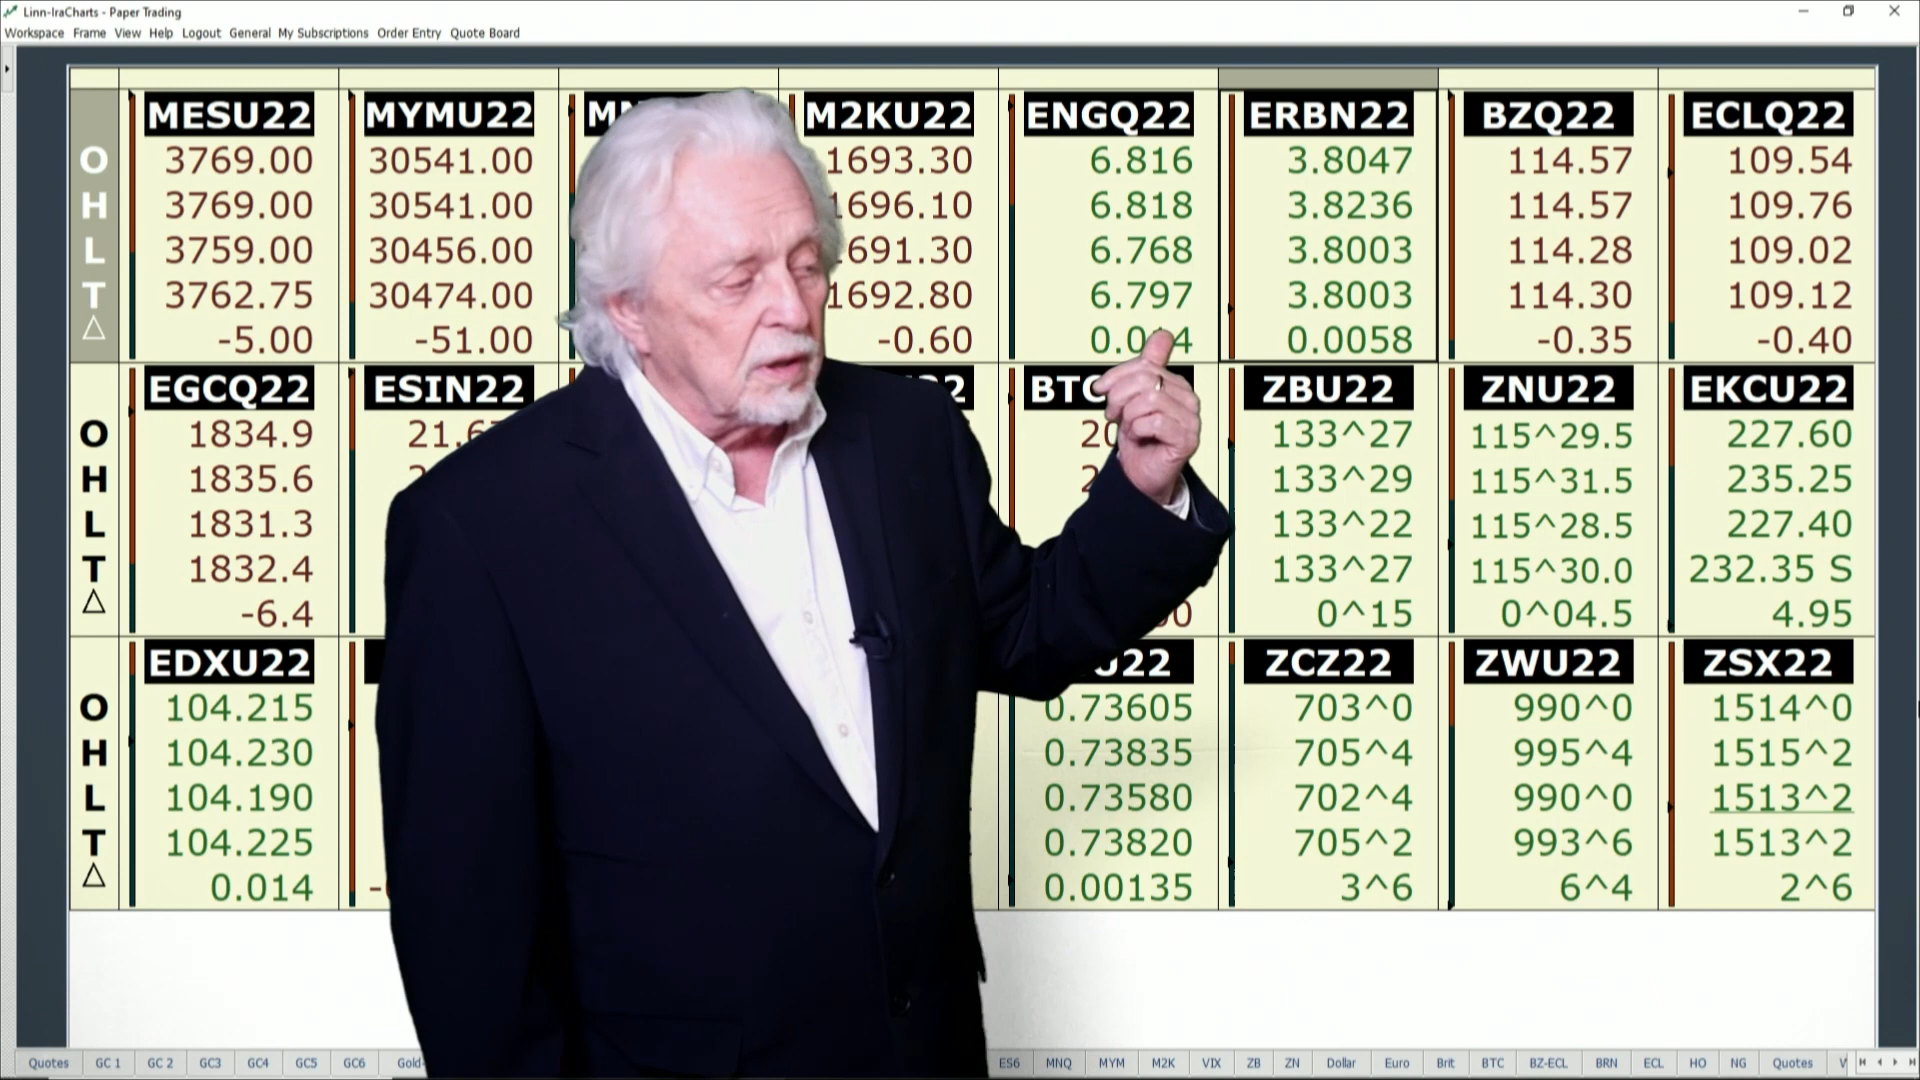 Linn-IraCharts - Paper Trading
Workspace Frame View Help Logout General My Subscriptions Order Entry Quote Board
MESU22 MYMU22 M2KU22 ENGQ22 ERBN22 BZQ22 ECLQ22
O 3769.00 30541.00 1693.30 6.816 3.8047 114.57 109.54
H 3769.00 30541.00 1696.10 6.818 3.8236 114.57 109.76
L 3759.00 30456.00 1691.30 6.768 3.8003 114.28 109.02
T 3762.75 30474.00 1692.80 6.797 3.8003 114.30 109.12
△ -5.00 -51.00 -0.60 0.0058 -0.35 -0.40
EGCQ22 ESIN22 ZBU22 ZNU22 EKCU22
O 1834.9 133^27 115^29.5 227.60
H 1835.6 133^29 115^31.5 235.25
L 1831.3 133^22 115^28.5 227.40
T 1832.4 133^27 115^30.0 232.35 S
△ -6.4 0^15 0^04.5 4.95
EDXU22 ZCZ22 ZWU22 ZSX22
O 104.215 0.73605 703^0 990^0 1514^0
H 104.230 0.73835 705^4 995^4 1515^2
L 104.190 0.73580 702^4 990^0 1513^2
T 104.225 0.73820 705^2 993^6 1513^2
△ 0.014 0.00135 3^6 6^4 2^6
Quotes GC 1 GC 2 GC3 GC4 GC5 GC6 Gold- ES6 MNQ MYM M2K VIX ZB ZN Dollar Euro Brit BTC BZ-ECL BRN ECL HO NG Quotes